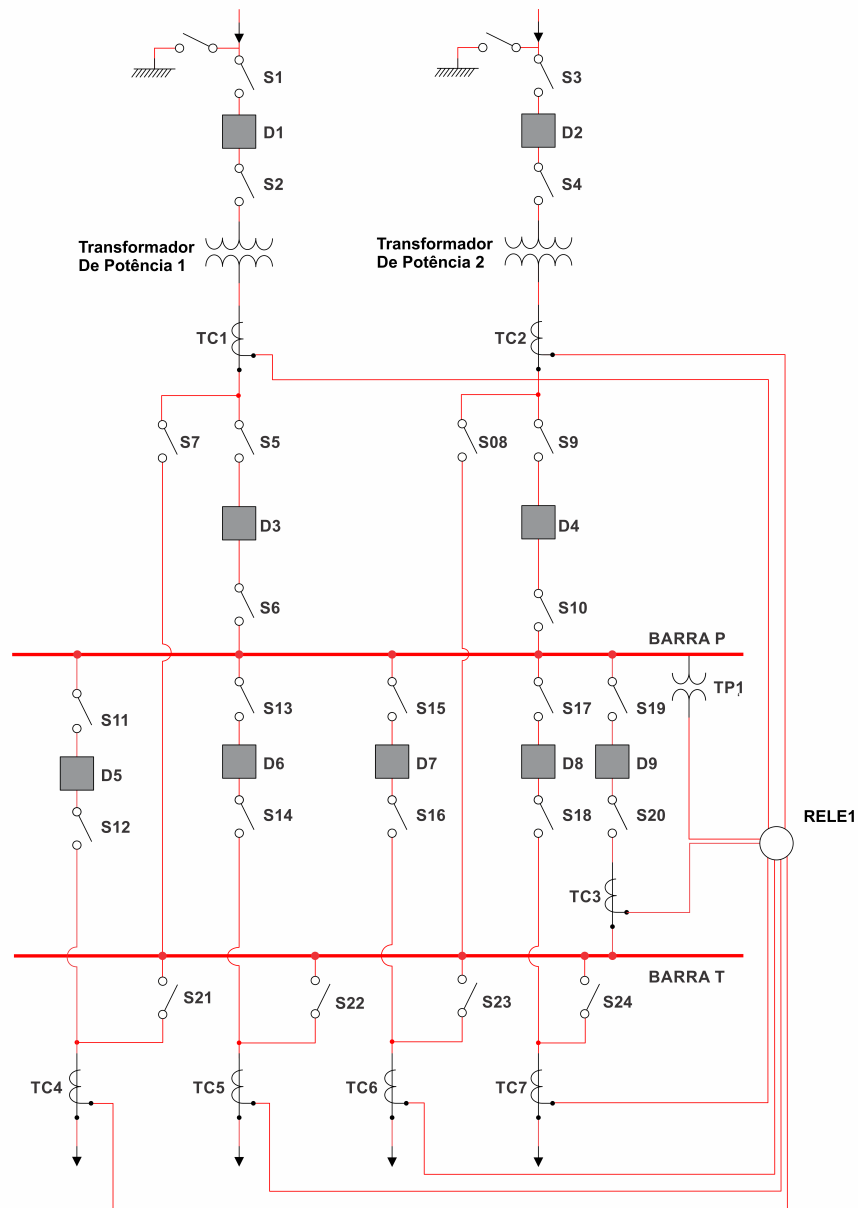 S1
S3
D1
D2
S2
S4
Transformador
De Potência 1
Transformador
De Potência 2
TC1
TC2
S7
S5
S08
S9
D3
D4
S6
S10
BARRA P
TP1
S11
S13
S15
S17
S19
D5
D6
D7
D8
D9
S12
S14
S16
S18
S20
RELE1
TC3
BARRA T
S21
S22
S23
S24
TC4
TC5
TC6
TC7